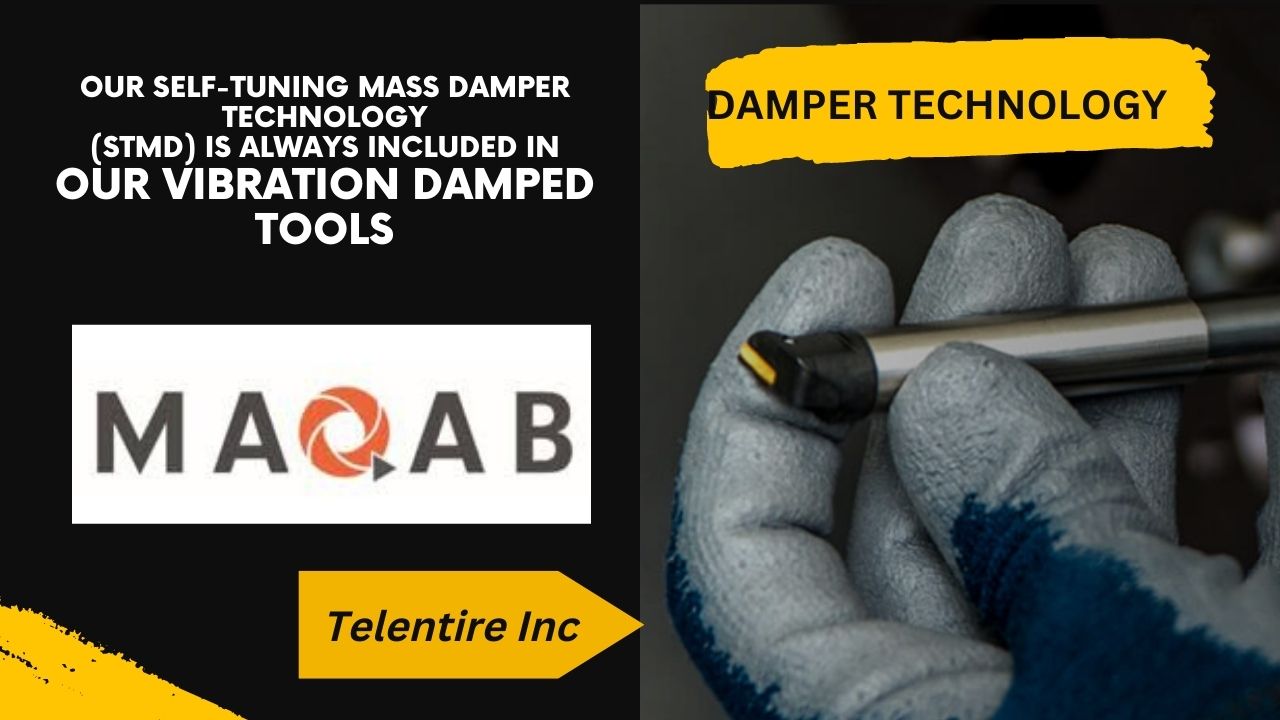 OUR SELF-TUNING MASS DAMPER
TECHNOLOGY
(STMD) IS ALWAYS INCLUDED IN
OUR VIBRATION DAMPED
TOOLS
MAQAB
Telentire Inc
DAMPER TECHNOLOGY